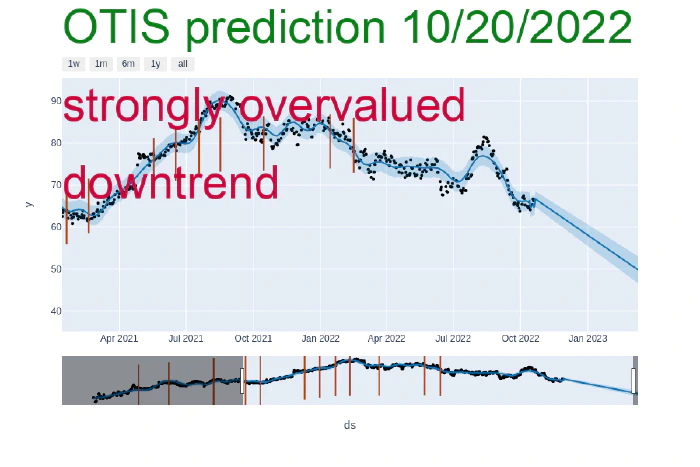 OTIS prediction 10/20/2022
1w 1m 6m 1y all
strongly overvalued
downtrend
90
80
70
60
50
40
y
Apr 2021 Jul 2021 Oct 2021 Jan 2022 Apr 2022 Jul 2022 Oct 2022 Jan 2023
ds